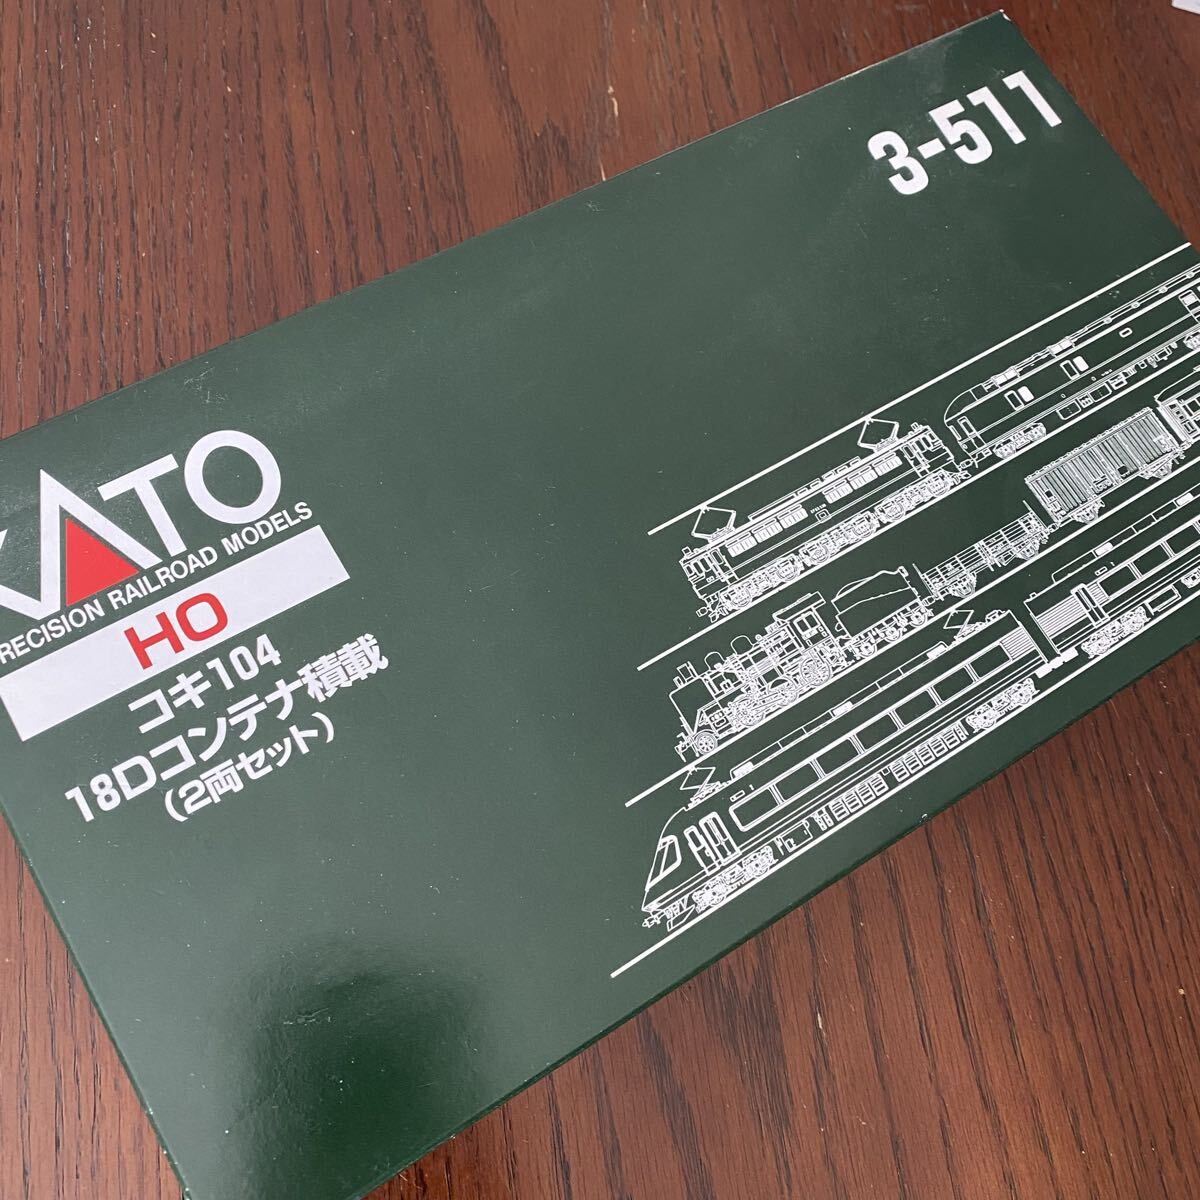 3-511
KATO
PRECISION RAILROAD MODELS
HO
コキ104
18Dコンテナ積載
(2両セット)